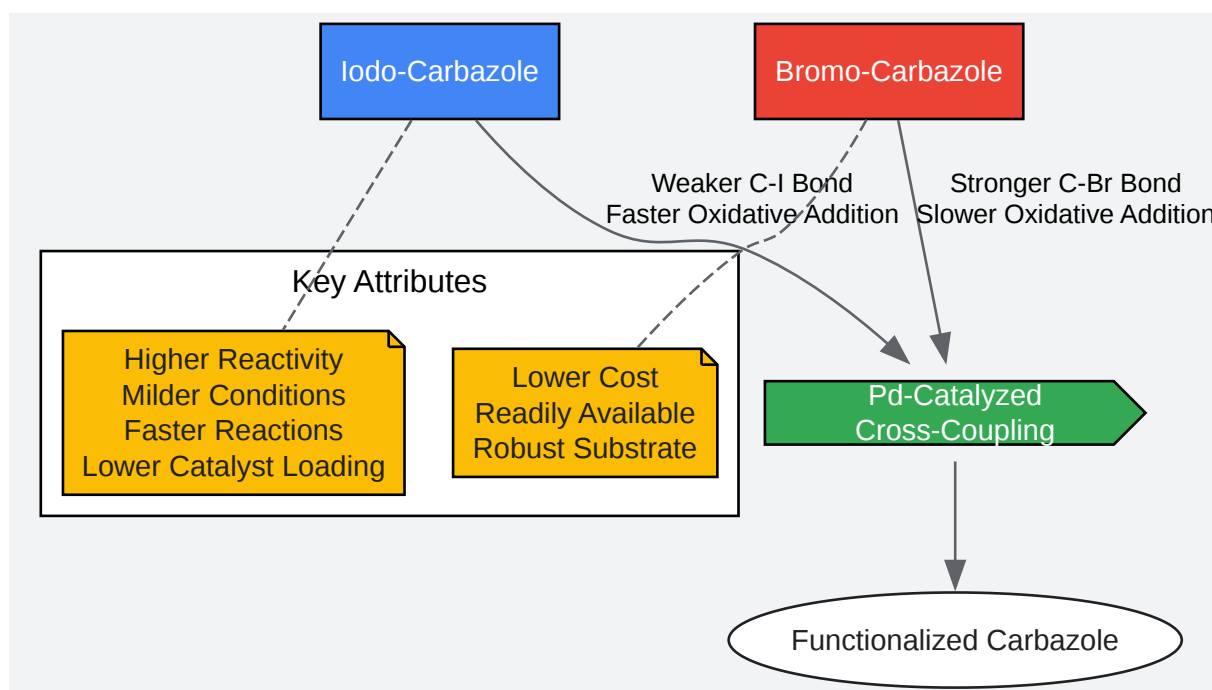 Iodo-Carbazole
Bromo-Carbazole
Weaker C-I Bond
Faster Oxidative Addition
Stronger C-Br Bond
Slower Oxidative Addition
Key Attributes
Higher Reactivity
Milder Conditions
Faster Reactions
Lower Catalyst Loading
Lower Cost
Readily Available
Robust Substrate
Pd-Catalyzed
Cross-Coupling
Functionalized Carbazole